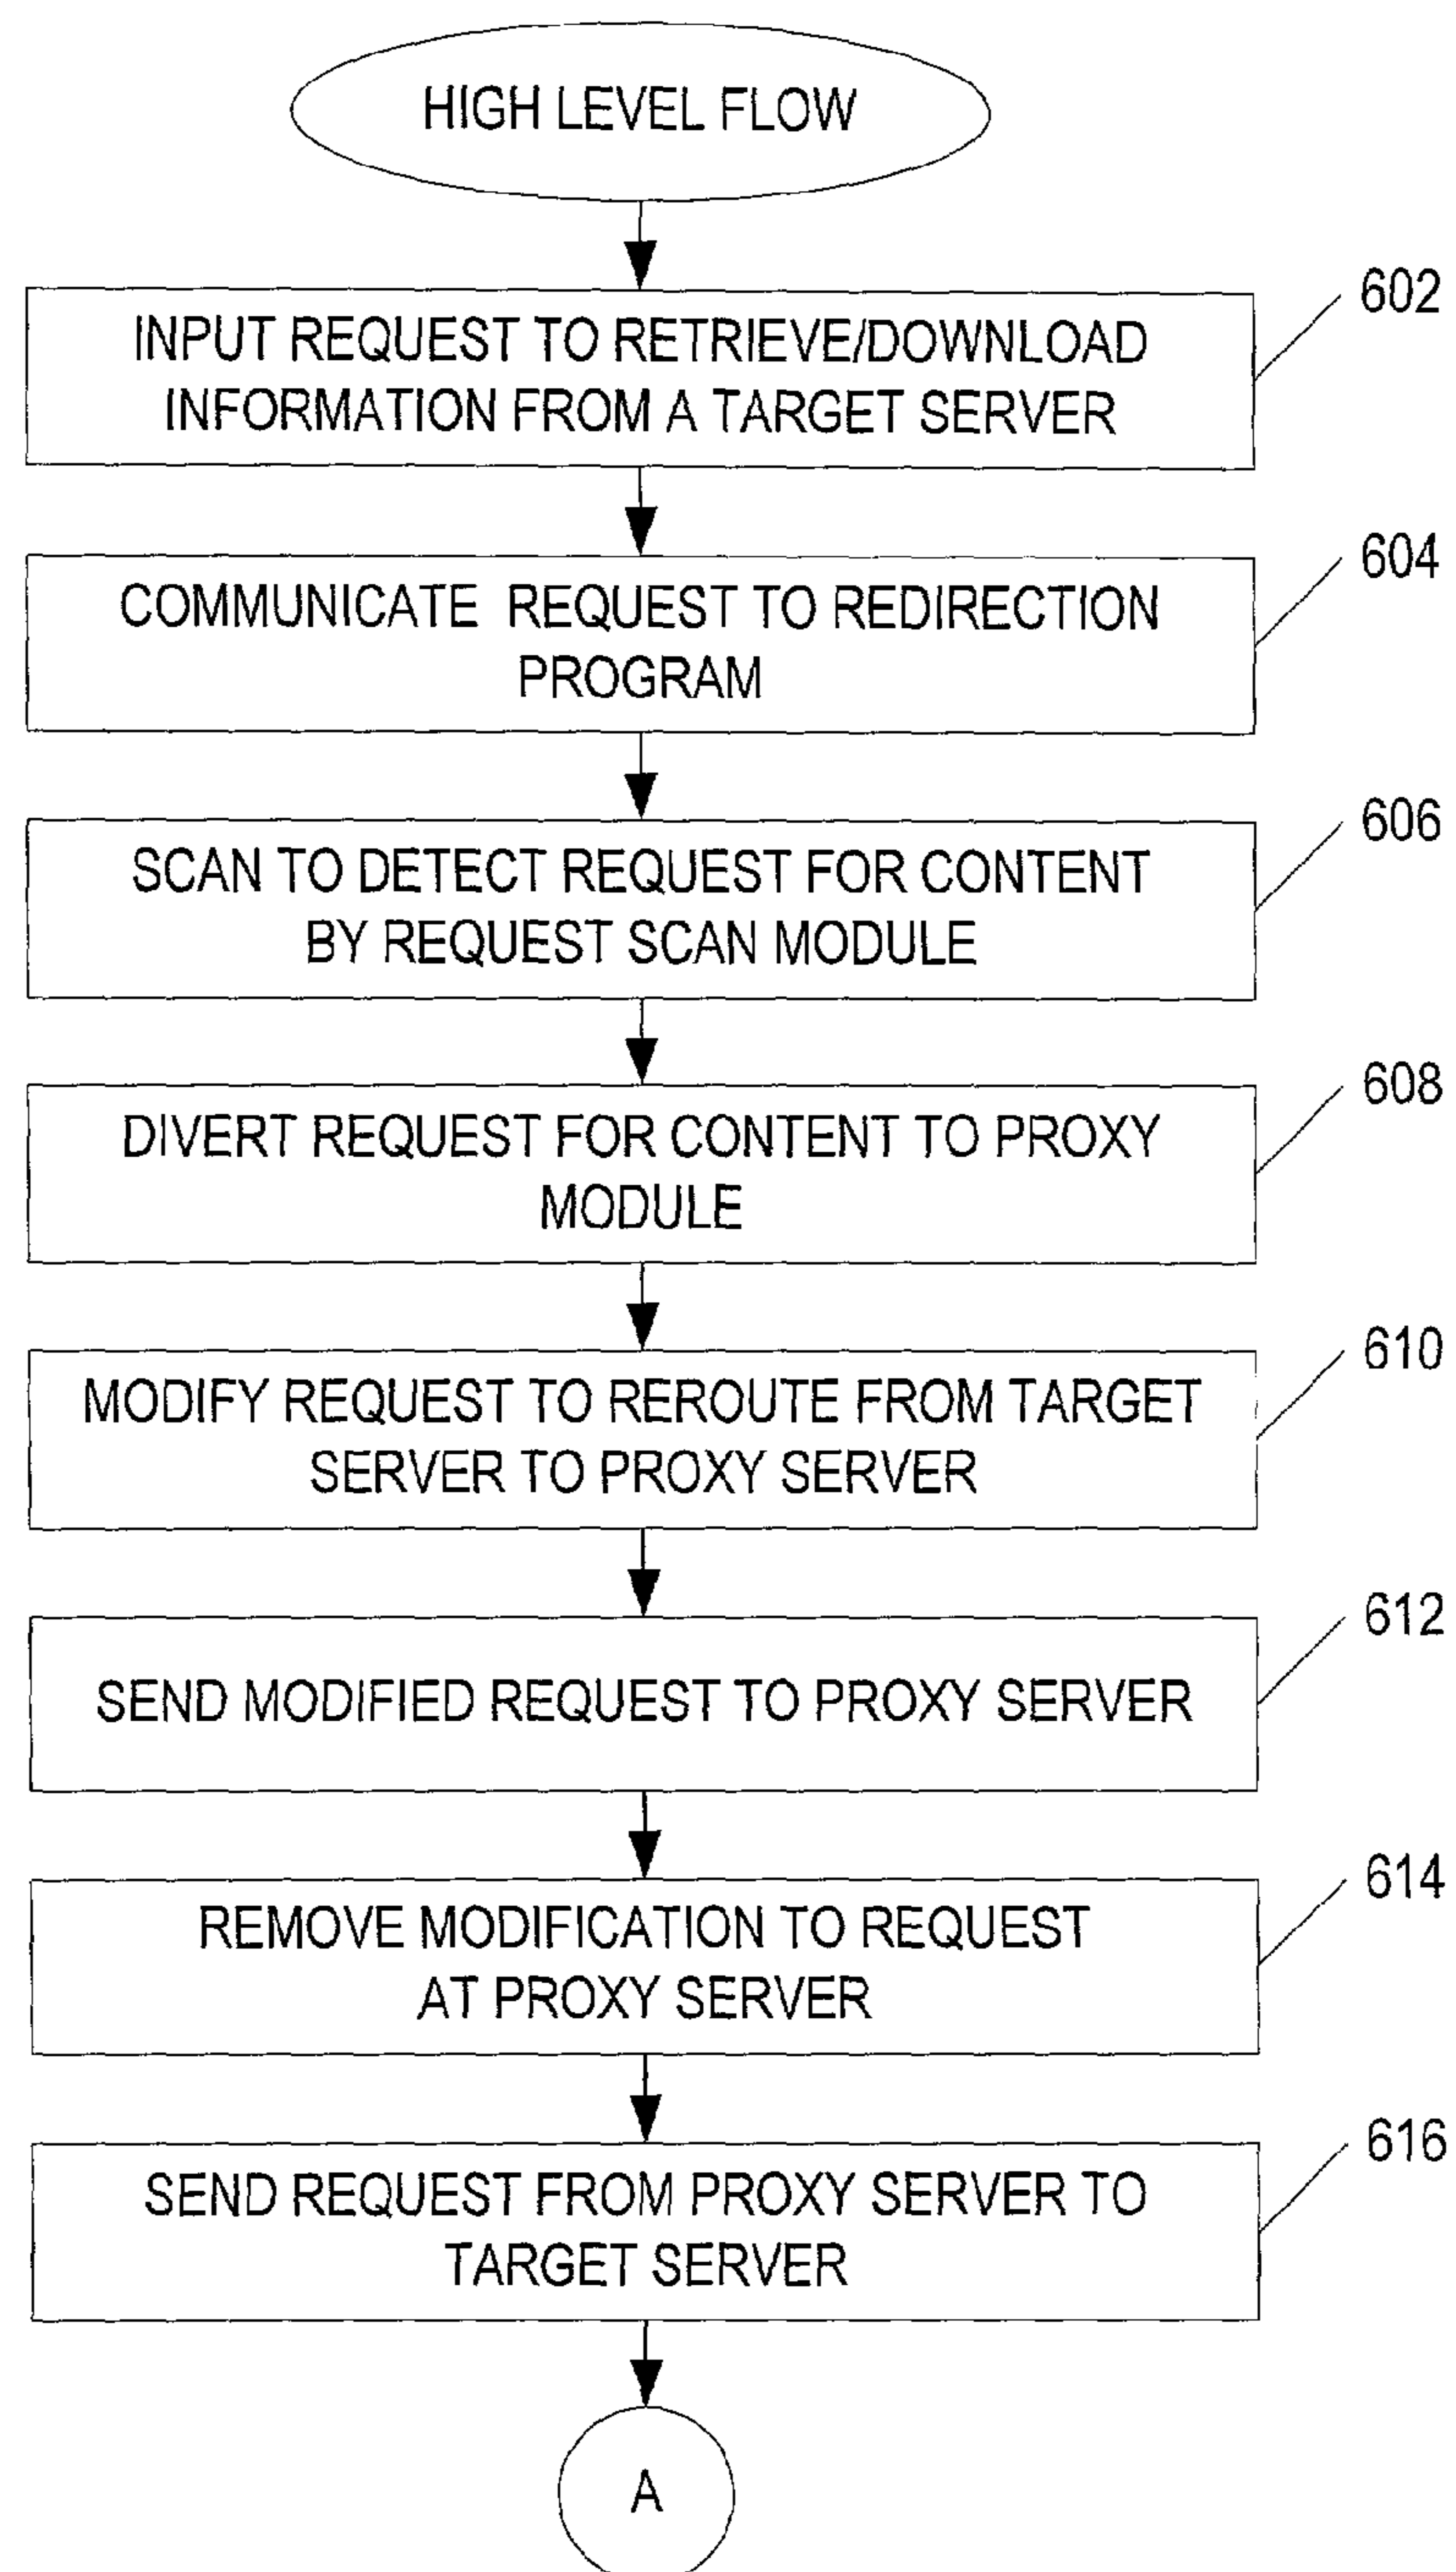 HIGH LEVEL FLOW
602
INPUT REQUEST TO RETRIEVE/DOWNLOAD
INFORMATION FROM A TARGET SERVER
604
COMMUNICATE REQUEST TO REDIRECTION
PROGRAM
606
SCAN TO DETECT REQUEST FOR CONTENT
BY REQUEST SCAN MODULE
608
DIVERT REQUEST FOR CONTENT TO PROXY
MODULE
610
MODIFY REQUEST TO REROUTE FROM TARGET
SERVER TO PROXY SERVER
612
SEND MODIFIED REQUEST TO PROXY SERVER
614
REMOVE MODIFICATION TO REQUEST
AT PROXY SERVER
616
SEND REQUEST FROM PROXY SERVER TO
TARGET SERVER
A